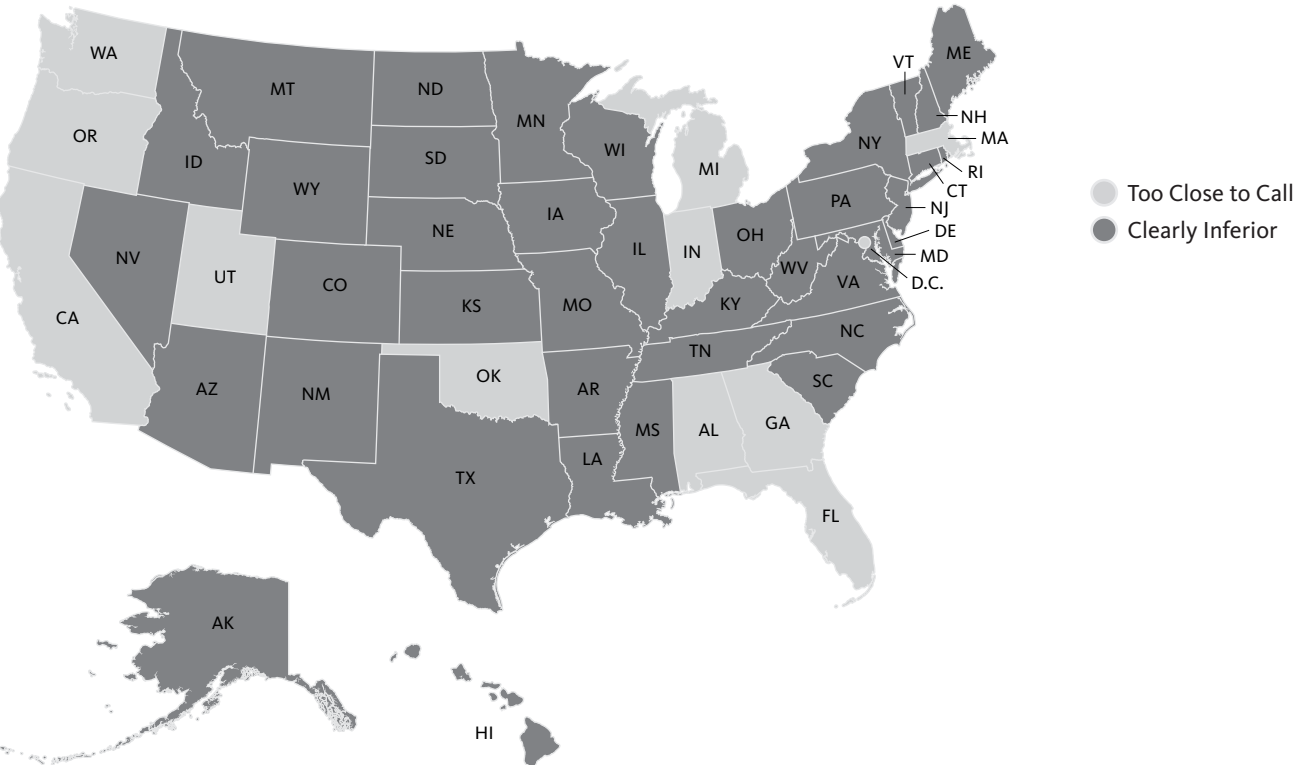 WA
OR
CA
NV
ID
MT
WY
UT
AZ
CO
NM
ND
SD
NE
KS
OK
TX
MN
IA
MO
AR
LA
WI
IL
MS
MI
IN
KY
TN
AL
OH
WV
VA
NC
SC
GA
FL
PA
NY
VT
ME
NH
MA
RI
CT
NJ
DE
MD
D.C.
AK
HI
Too Close to Call
Clearly Inferior